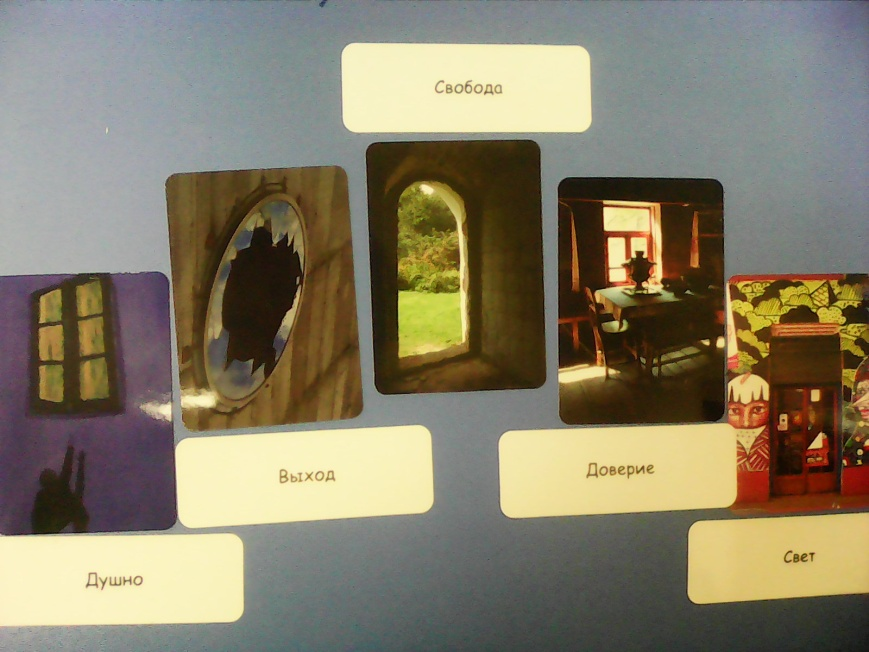 Свобода
Выход
Доверие
Свет
Душно